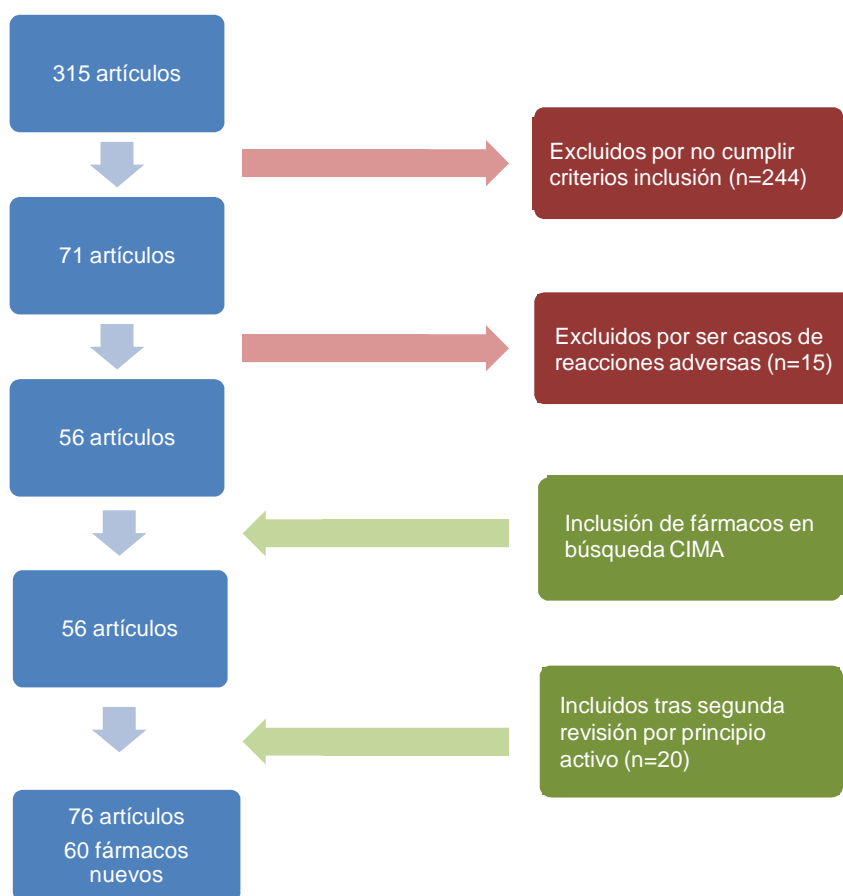 315 artículos
Excluidos por no cumplir
criterios inclusión (n=244)
71 artículos
Excluidos por ser casos de
reacciones adversas (n=15)
56 artículos
Inclusión de fármacos en
búsqueda CIMA
56 artículos
Incluidos tras segunda
revisión por principio
activo (n=20)
76 artículos
60 fármacos
nuevos